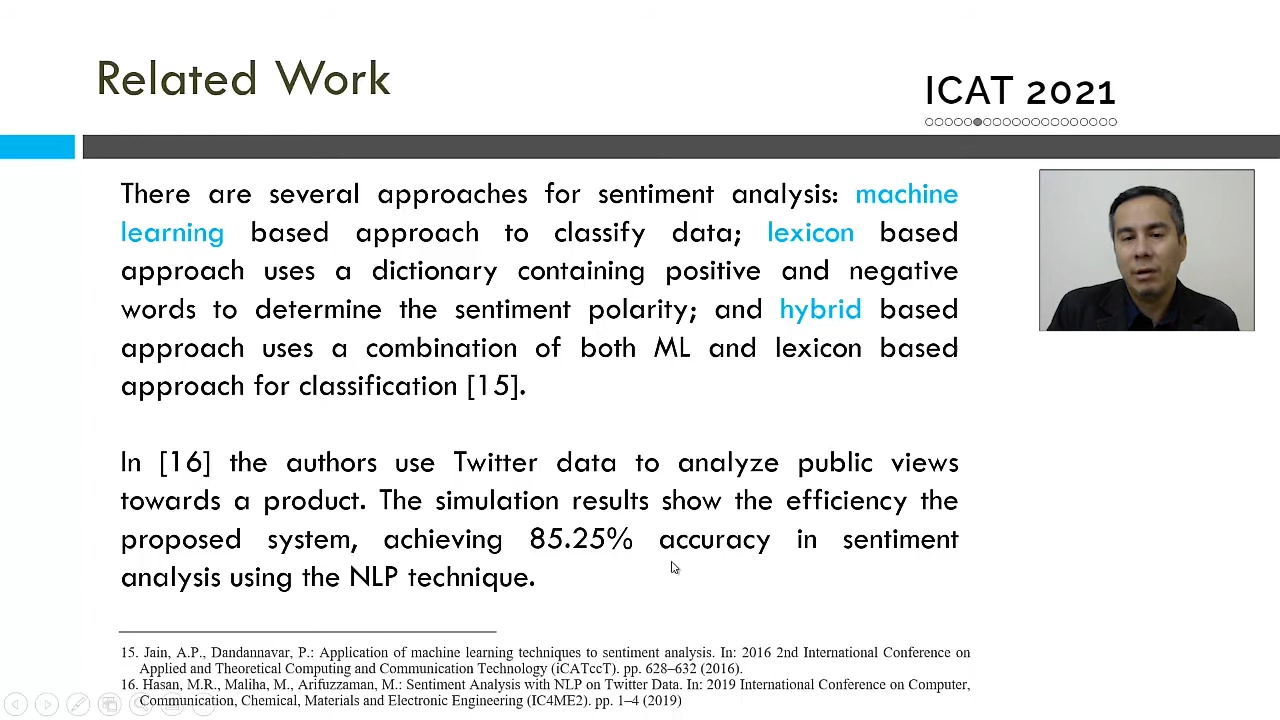 Related Work
ICAT 2021
There are several approaches for sentiment analysis: machine
learning based approach to classify data; lexicon based
approach uses a dictionary containing positive and negative
words to determine the sentiment polarity; and hybrid based
approach uses a combination of both ML and lexicon based
approach for classification [15].
In [16] the authors use Twitter data to analyze public views
towards a product. The simulation results show the efficiency the
proposed system, achieving 85.25% accuracy in sentiment
analysis using the NLP technique.
15. Jain, A.P., Dandannavar, P.: Application of machine learning techniques to sentiment analysis. In: 2016 2nd International Conference on
Applied and Theoretical Computing and Communication Technology (iCATccT). pp. 628–632 (2016).
16. Hasan, M.R., Maliha, M., Arifuzzaman, M.: Sentiment Analysis with NLP on Twitter Data. In: 2019 International Conference on Computer,
Communication, Chemical, Materials and Electronic Engineering (IC4ME2). pp. 1–4 (2019)